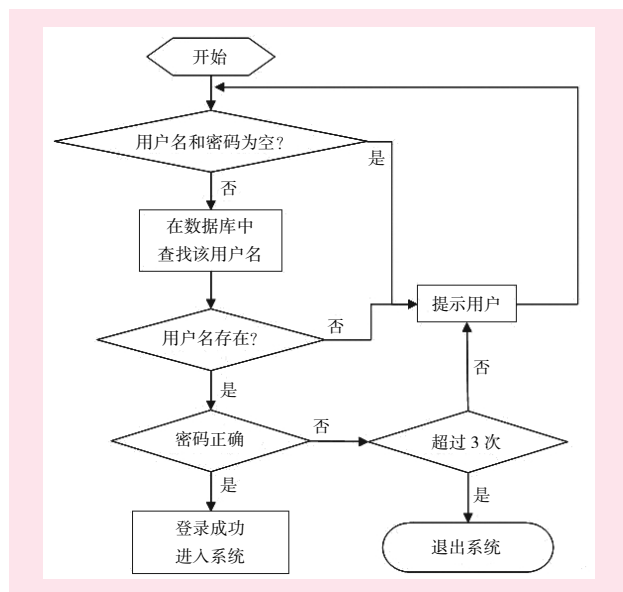 开始
用户名和密码为空？
是
否
在数据库中
查找该用户名
提示用户
用户名存在？
否
是
否
密码正确
否
超过 3 次
是
是
登录成功
进入系统
退出系统